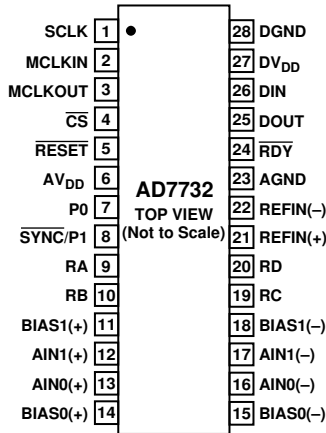 SCLK 1 28 DGND
MCLKIN 2 27 DVDD
MCLKOUT 3 26 DIN
CS 4 25 DOUT
RESET 5 24 RDY
AVDD 6 23 AGND
AD7732
TOP VIEW
(Not to Scale)
P0 7 22 REFIN(–)
SYNC/P1 8 21 REFIN(+)
RA 9 20 RD
RB 10 19 RC
BIAS1(+) 11 18 BIAS1(–)
AIN1(+) 12 17 AIN1(–)
AIN0(+) 13 16 AIN0(–)
BIAS0(+) 14 15 BIAS0(–)